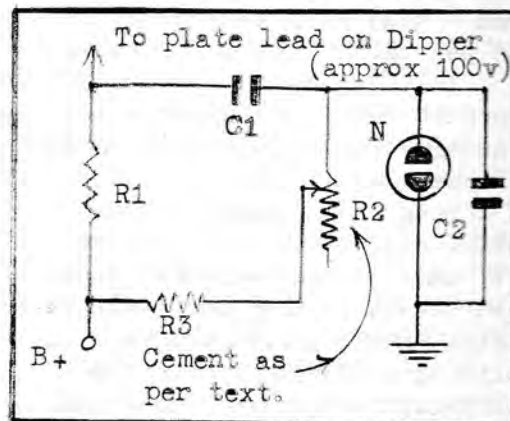 To plate lead on Dipper
(approx 100v)
C1
N
R1
R2
C2
R3
B+
Cement as
per text.